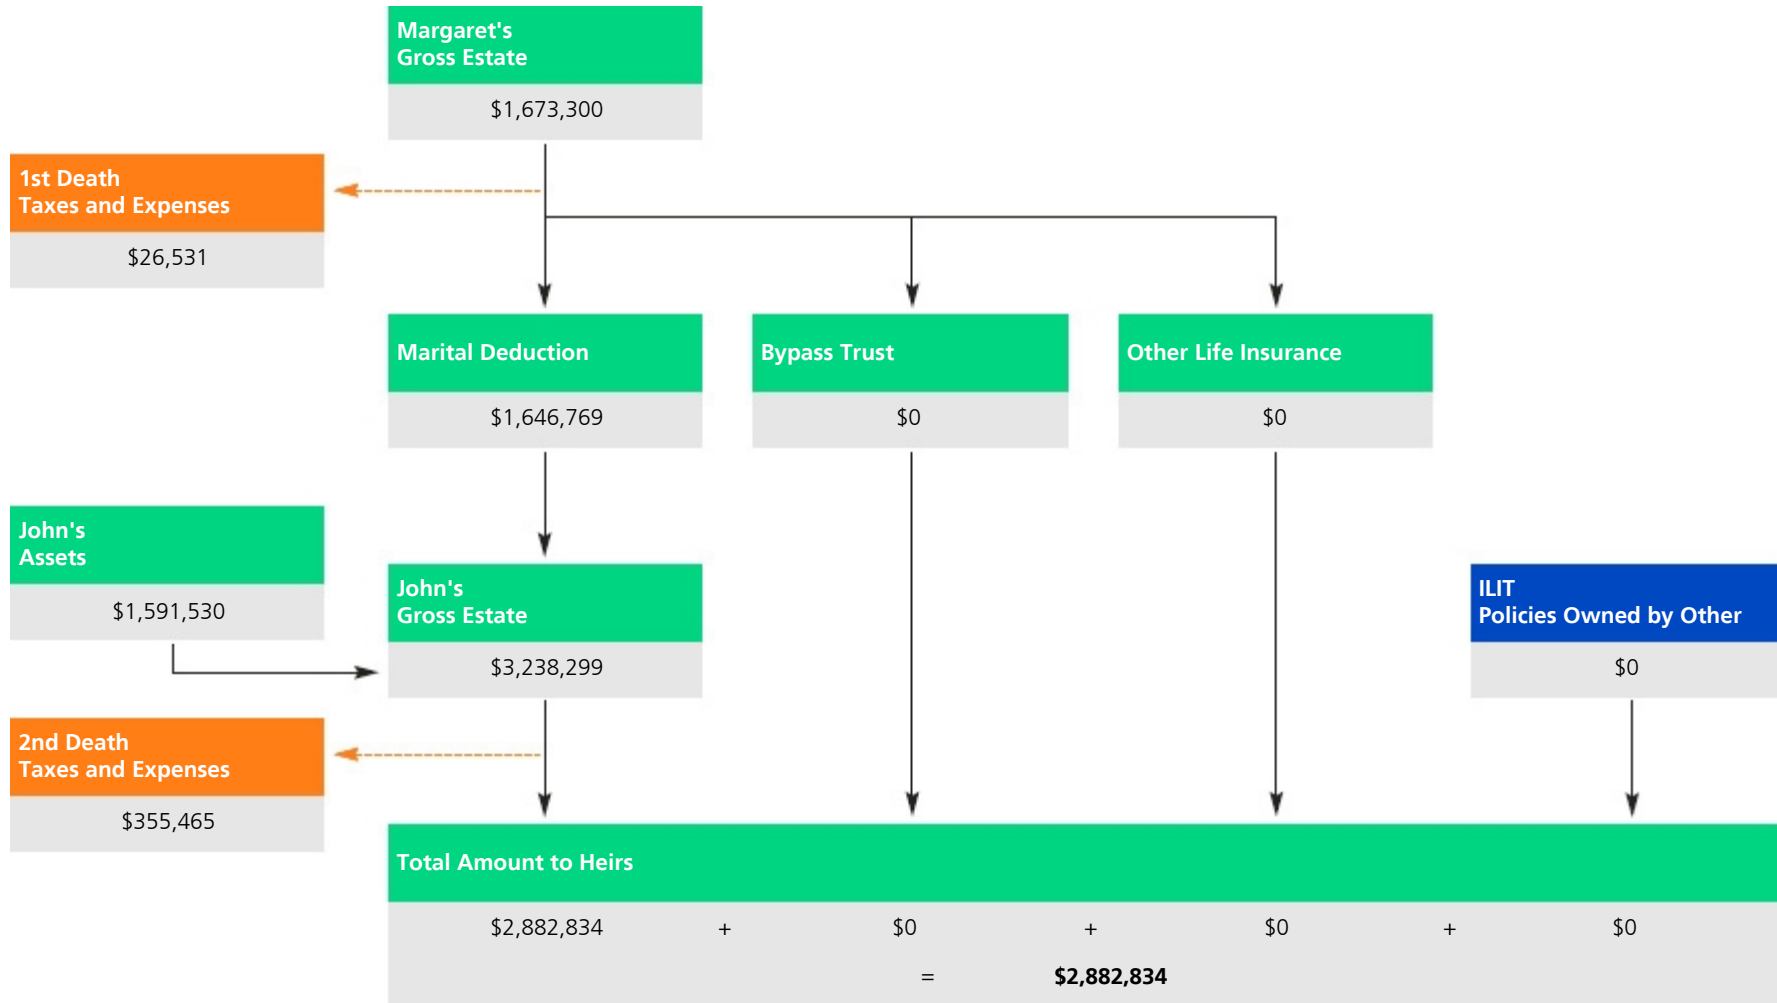 Margaret's
Gross Estate
$1,673,300
1st Death
Taxes and Expenses
$26,531
Marital Deduction
$1,646,769
Bypass Trust
$0
Other Life Insurance
$0
John's
Assets
$1,591,530
John's
Gross Estate
$3,238,299
ILIT
Policies Owned by Other
$0
2nd Death
Taxes and Expenses
$355,465
Total Amount to Heirs
$2,882,834 + $0 + $0 + $0
= $2,882,834